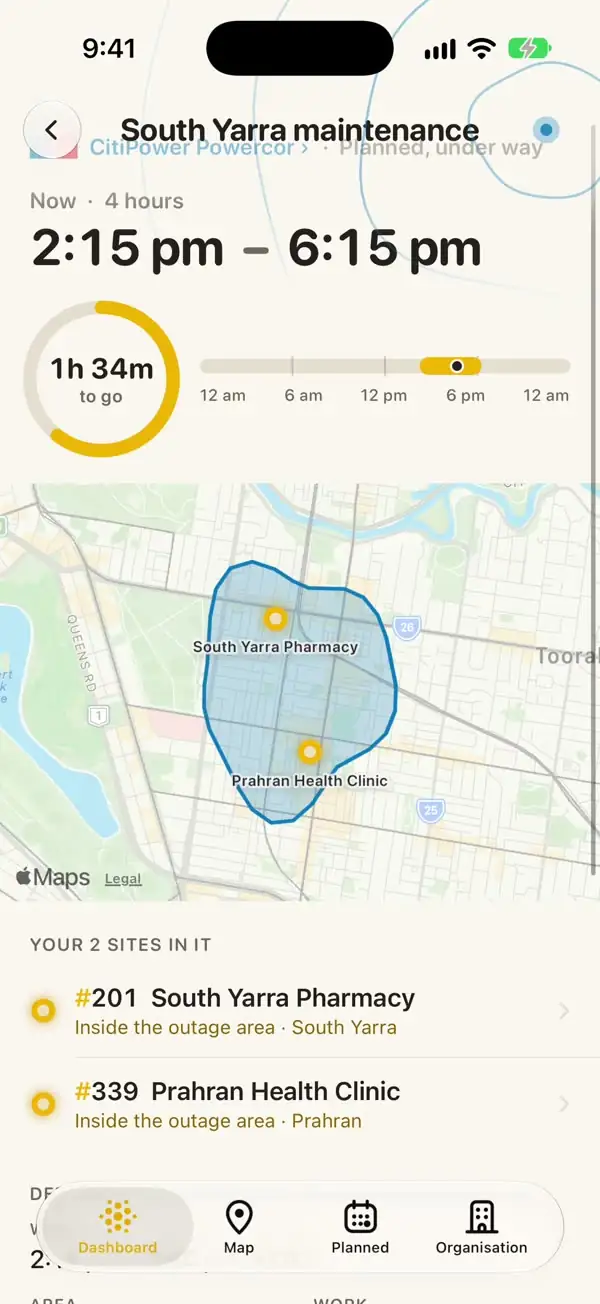 9:41
South Yarra maintenance
CitiPower Powercor › · Planned, under way
Now · 4 hours
2:15 pm – 6:15 pm
1h 34m
to go
12 am 6 am 12 pm 6 pm 12 am
QUEENS RD
26
South Yarra Pharmacy
Toora
1
Prahran Health Clinic
25
Maps Legal
YOUR 2 SITES IN IT
#201 South Yarra Pharmacy
Inside the outage area · South Yarra
#339 Prahran Health Clinic
Inside the outage area · Prahran
Dashboard Map Planned Organisation
AREA WORK